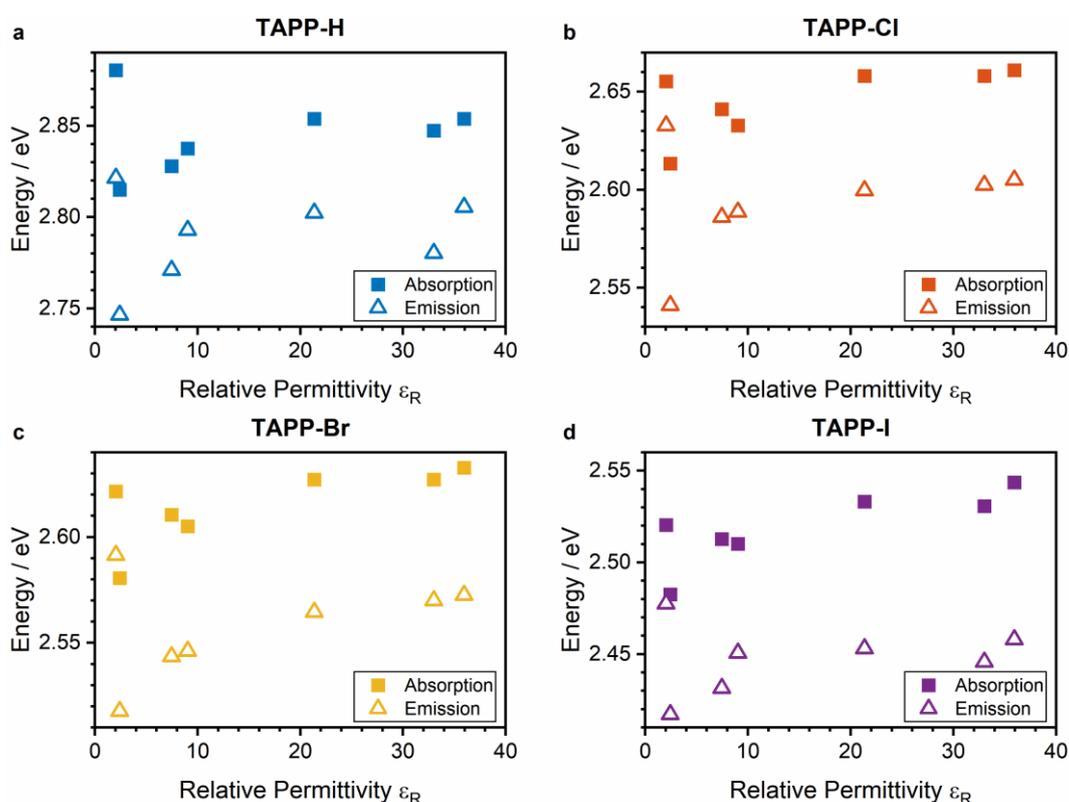 a
TAPP-H
Energy / eV
2.85
2.80
2.75
0 10 20 30 40
Relative Permittivity εR
Absorption
Emission
b
TAPP-Cl
Energy / eV
2.65
2.60
2.55
0 10 20 30 40
Relative Permittivity εR
Absorption
Emission
c
TAPP-Br
Energy / eV
2.60
2.55
0 10 20 30 40
Relative Permittivity εR
Absorption
Emission
d
TAPP-I
Energy / eV
2.55
2.50
2.45
0 10 20 30 40
Relative Permittivity εR
Absorption
Emission